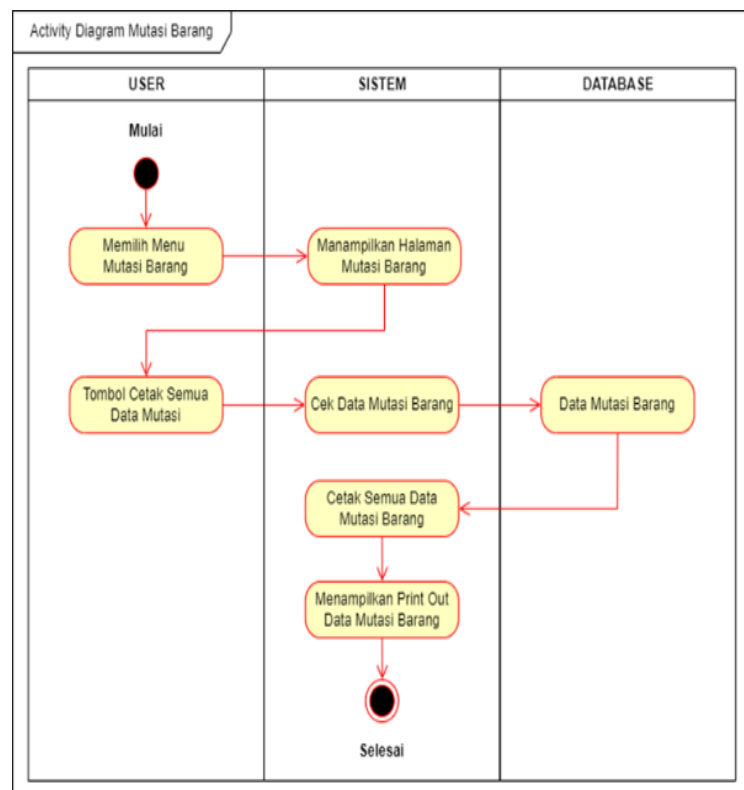 Activity Diagram Mutasi Barang
USER
SISTEM
DATABASE
Mulai
Memilih Menu
Mutasi Barang
Manampilkan Halaman
Mutasi Barang
Tombol Cetak Semua
Data Mutasi
Cek Data Mutasi Barang
Data Mutasi Barang
Cetak Semua Data
Mutasi Barang
Menampilkan Print Out
Data Mutasi Barang
Selesai